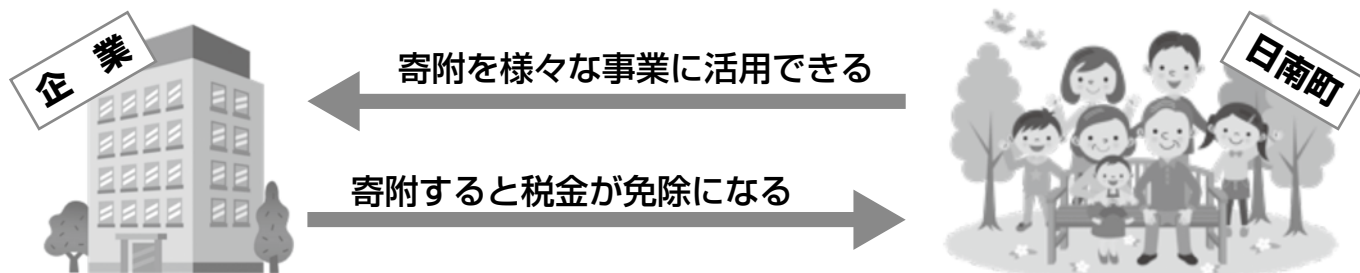 企業
寄附を様々な事業に活用できる
日南町
寄附すると税金が免除になる